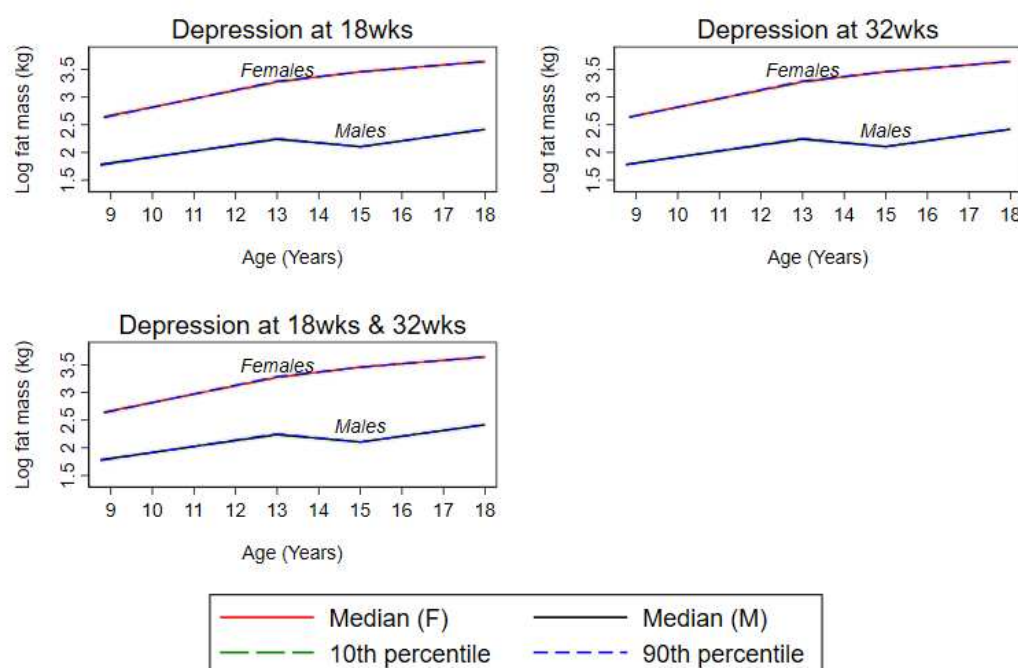 Depression at 18wks
Log fat mass (kg)
3.5
3
2.5
2
1.5
Females
Males
9 10 11 12 13 14 15 16 17 18
Age (Years)
Depression at 32wks
Log fat mass (kg)
3.5
3
2.5
2
1.5
Females
Males
9 10 11 12 13 14 15 16 17 18
Age (Years)
Depression at 18wks & 32wks
Log fat mass (kg)
3.5
3
2.5
2
1.5
Females
Males
9 10 11 12 13 14 15 16 17 18
Age (Years)
Median (F) Median (M)
10th percentile 90th percentile